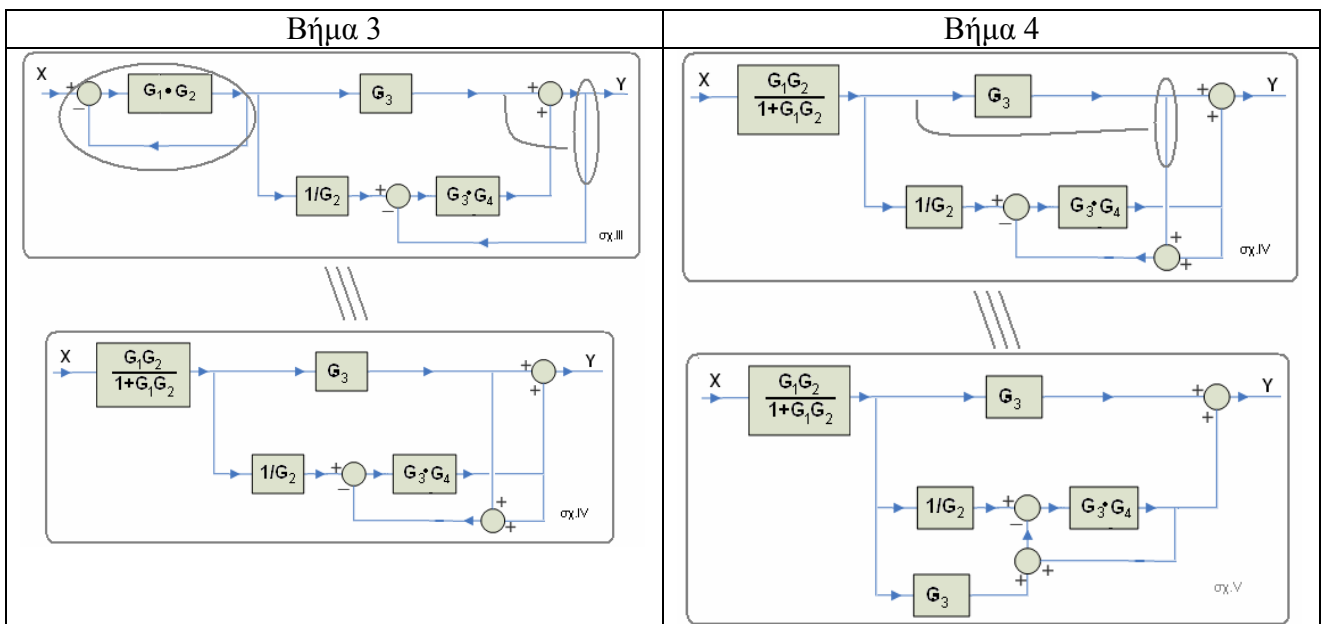 Βήμα 3
X + − G₁•G₂ G₃ + + Y
1/G₂ + − G₃•G₄
σχ.III
X G₁G₂ G₃ + + Y
1+G₁G₂
1/G₂ + − G₃•G₄
+ +
σχ.IV
Βήμα 4
X G₁G₂ G₃ + + Y
1+G₁G₂
1/G₂ + − G₃•G₄
+ +
σχ.IV
X G₁G₂ G₃ + + Y
1+G₁G₂
1/G₂ + − G₃•G₄
+ +
G₃
σχ.V